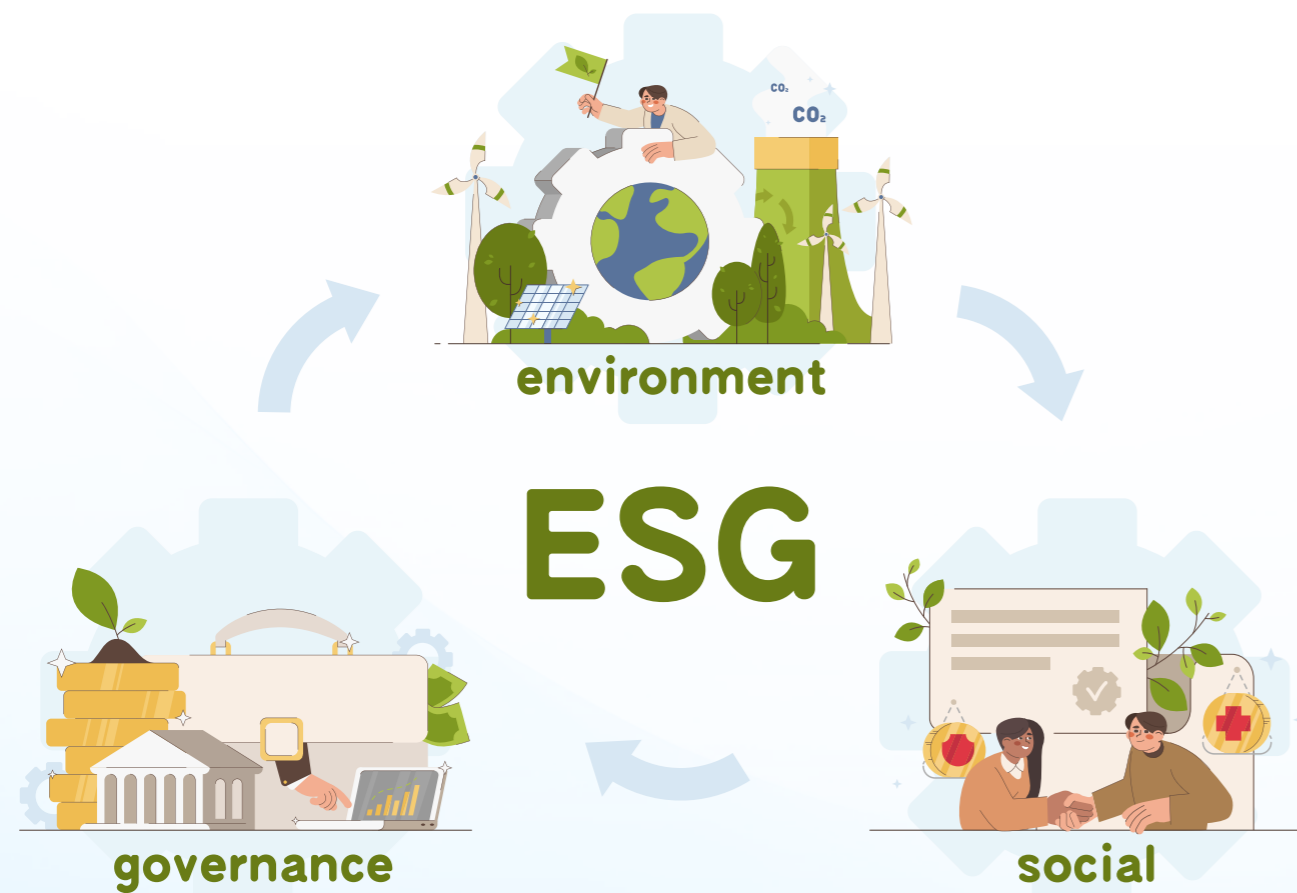 CO₂
CO₂
environment
ESG
governance
social